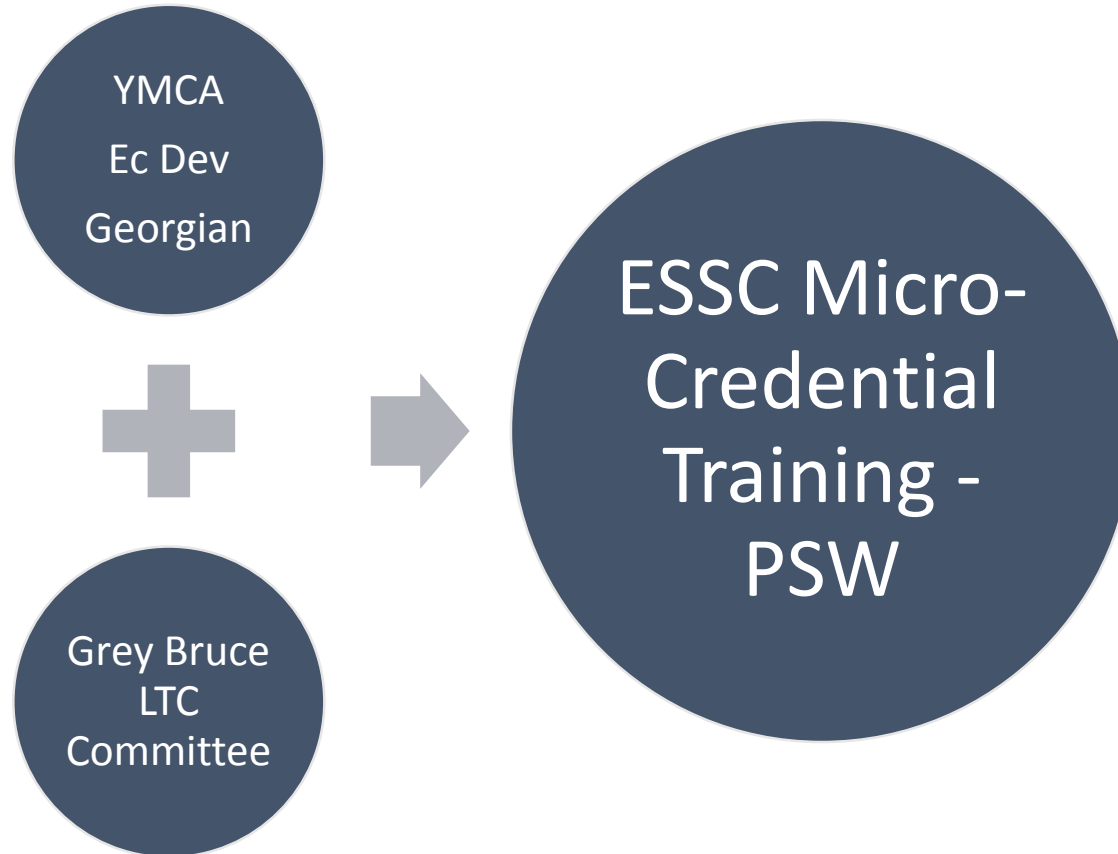 YMCA
Ec Dev
Georgian
Grey Bruce
LTC
Committee
ESSC Micro-
Credential
Training -
PSW